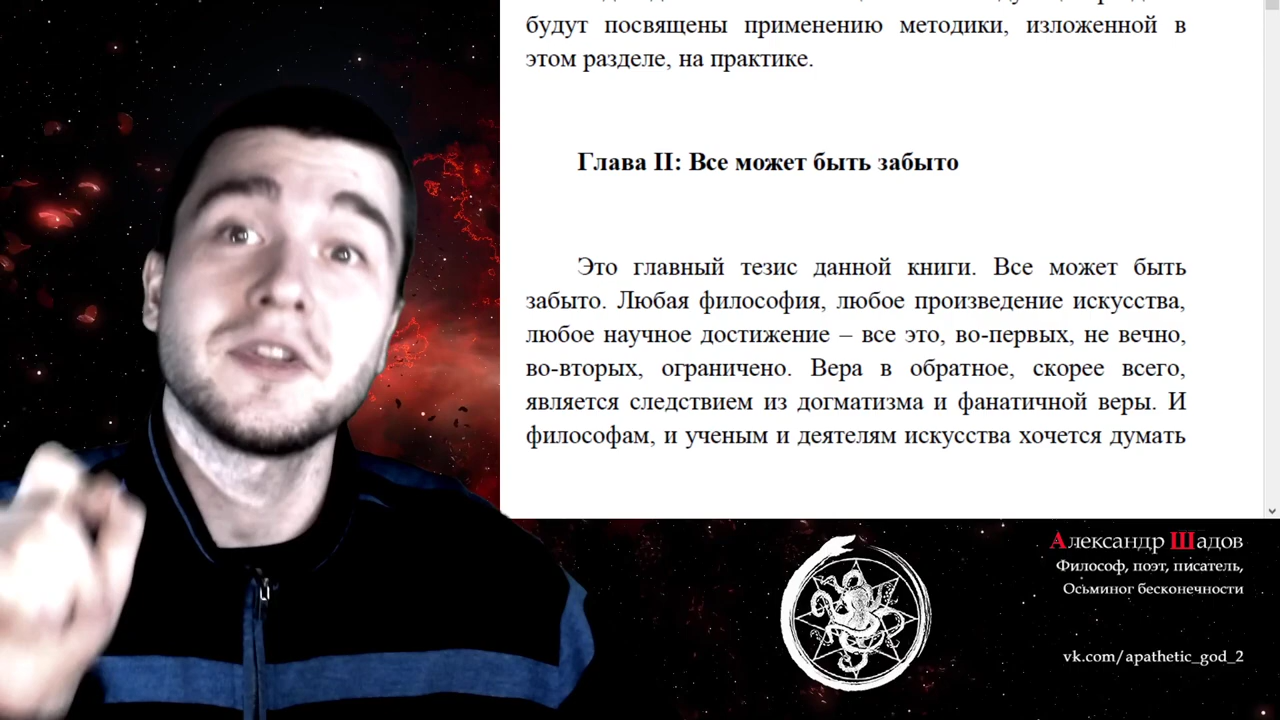 будут посвящены применению методики, изложенной в
этом разделе, на практике.
Глава II: Все может быть забыто
Это главный тезис данной книги. Все может быть
забыто. Любая философия, любое произведение искусства,
любое научное достижение – все это, во-первых, не вечно,
во-вторых, ограничено. Вера в обратное, скорее всего,
является следствием из догматизма и фанатичной веры. И
философам, и ученым и деятелям искусства хочется думать
Александр Шадов
Философ, поэт, писатель,
Осьминог бесконечности
vk.com/apathetic_god_2